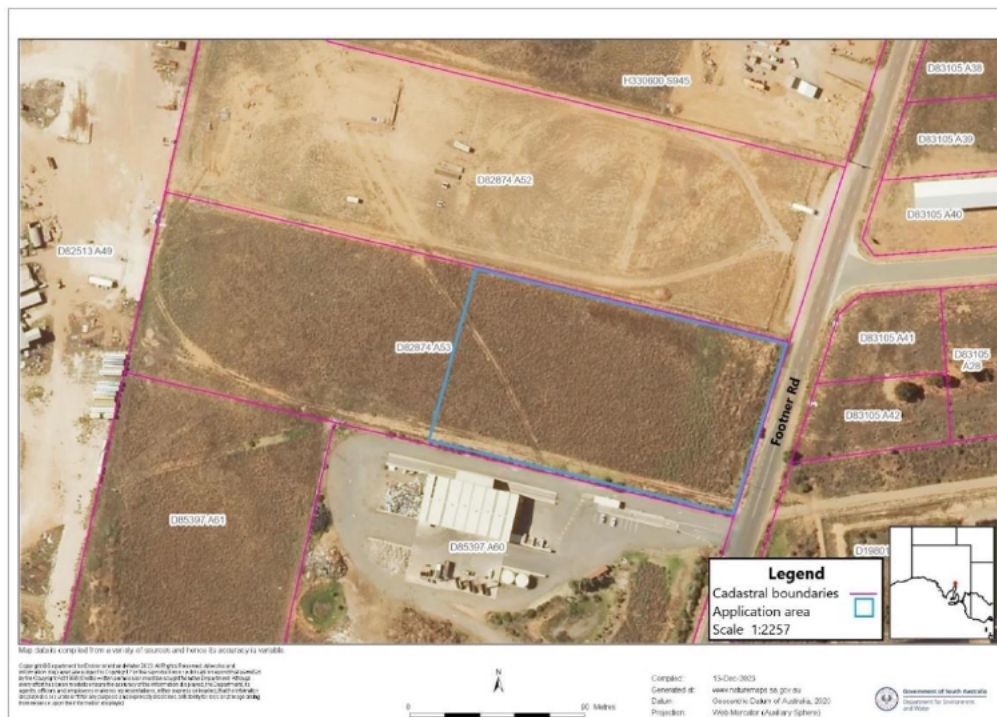 H330600 S945
D83105 A38
D83105 A39
D82874 A52
D83105 A40
D82513 A49
D83105 A41
D82874 A53
D83105
A28
D83105 A42
Footner Rd
D85397 A61
D85397 A60
D19801
Legend
Cadastral boundaries
Application area
Scale 1:2257
Map data is compiled from a variety of sources and hence its accuracy is variable.
N
0 90 Metres
Compiled: 13-Dec-2023
Generated at: www.naturemaps.sa.gov.au
Datum: Geocentric Datum of Australia, 2020
Projection: Web Mercator (Auxiliary Sphere)
Government of South Australia
Department for Environment
and Water